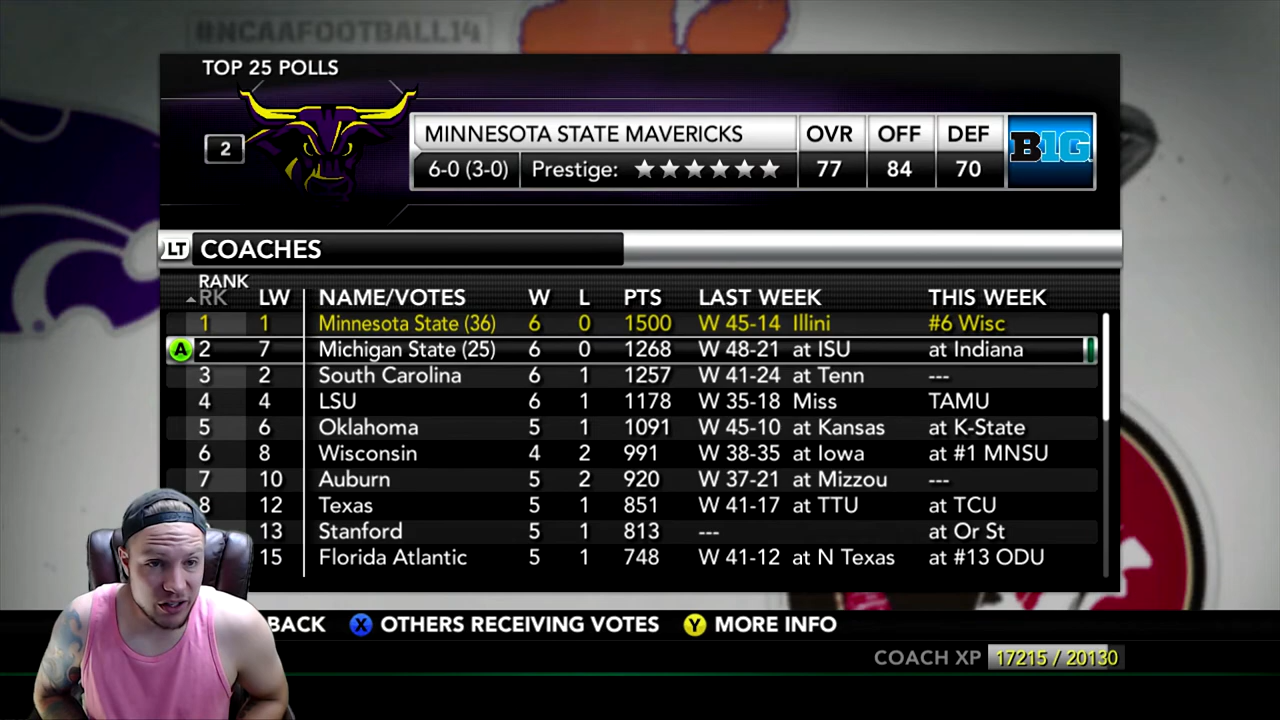 #NCAAFOOTBALL14
TOP 25 POLLS
2
MINNESOTA STATE MAVERICKS OVR OFF DEF
6-0 (3-0) Prestige: 77 84 70
B1G
LT COACHES
RANK
RK LW NAME/VOTES W L PTS LAST WEEK THIS WEEK
1 1 Minnesota State (36) 6 0 1500 W 45-14 Illini #6 Wisc
A 2 7 Michigan State (25) 6 0 1268 W 48-21 at ISU at Indiana
3 2 South Carolina 6 1 1257 W 41-24 at Tenn ---
4 4 LSU 6 1 1178 W 35-18 Miss TAMU
5 6 Oklahoma 5 1 1091 W 45-10 at Kansas at K-State
6 8 Wisconsin 4 2 991 W 38-35 at Iowa at #1 MNSU
7 10 Auburn 5 2 920 W 37-21 at Mizzou ---
8 12 Texas 5 1 851 W 41-17 at TTU at TCU
13 Stanford 5 1 813 --- at Or St
15 Florida Atlantic 5 1 748 W 41-12 at N Texas at #13 ODU
BACK X OTHERS RECEIVING VOTES Y MORE INFO
COACH XP 17215 / 20130